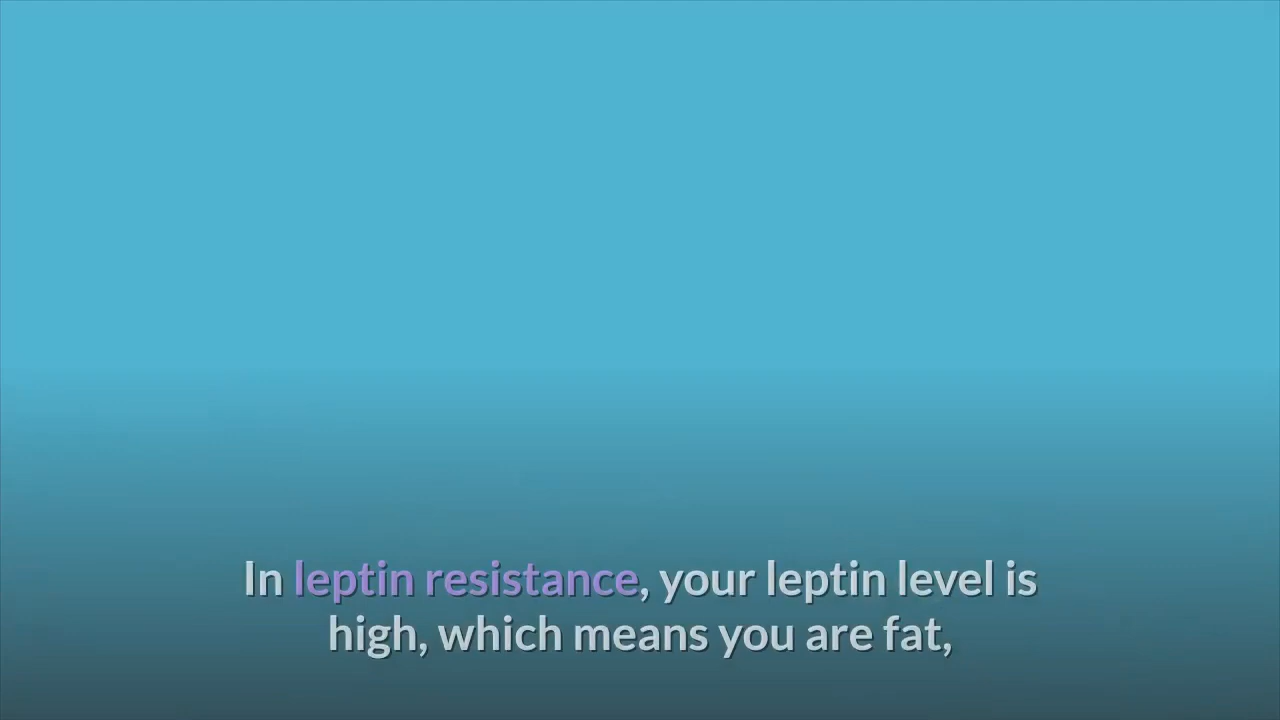 In leptin resistance, your leptin level is
high, which means you are fat,